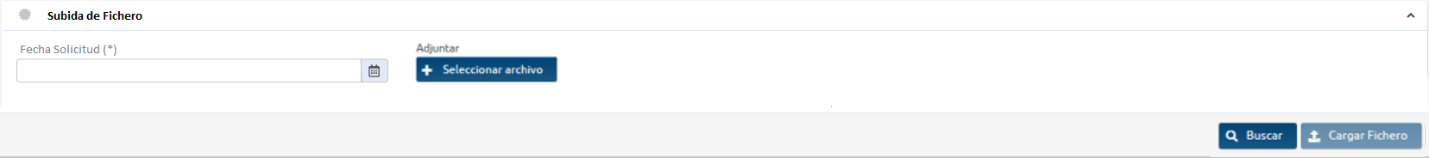 Subida de Fichero
Fecha Solicitud (*)
Adjuntar
Seleccionar archivo
Buscar
Cargar Fichero